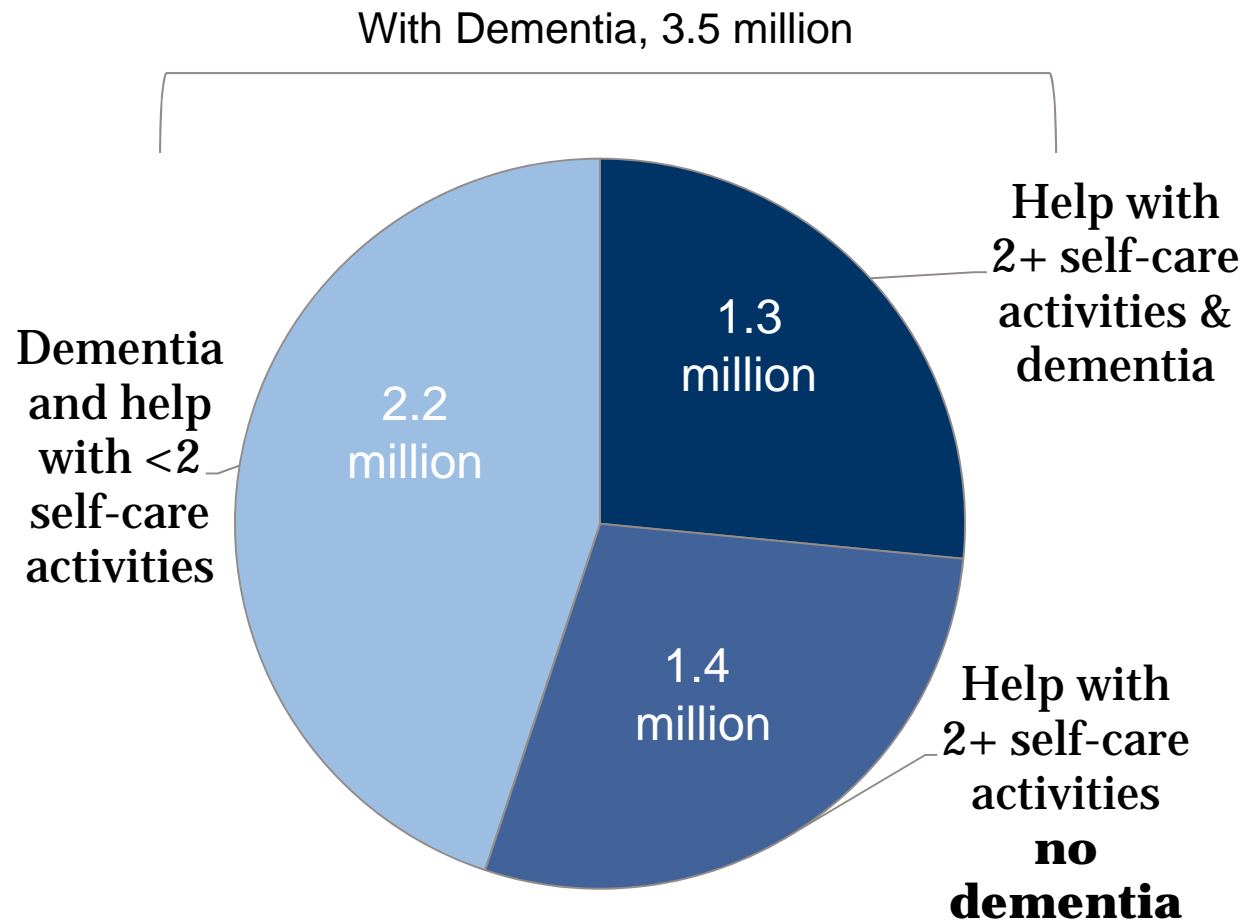 With Dementia, 3.5 million
Help with
2+ self-care
activities &
dementia
1.3
million
Dementia
and help
with <2
self-care
activities
2.2
million
1.4
million
Help with
2+ self-care
activities
no
dementia